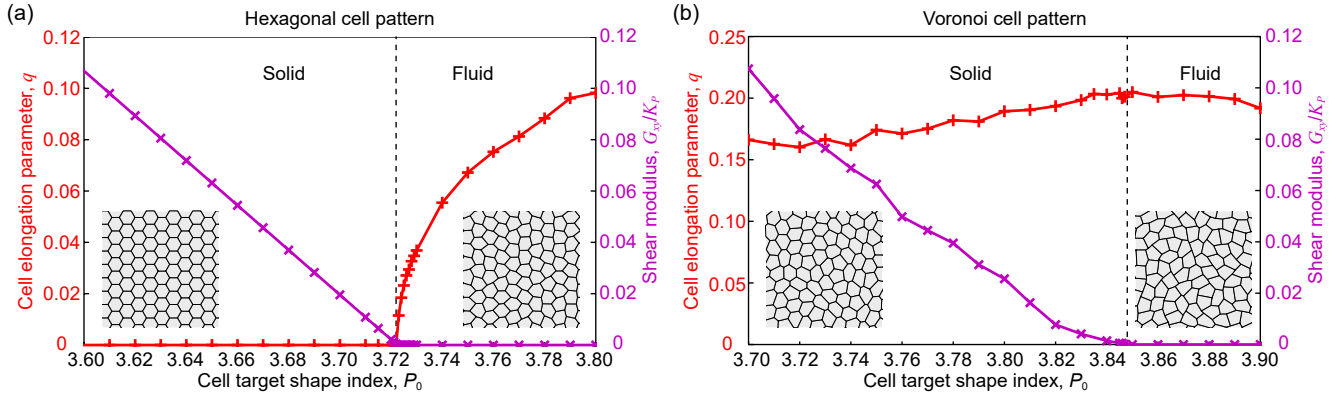 (a)
Hexagonal cell pattern
Cell elongation parameter, q
0.12
0.10
0.08
0.06
0.04
0.02
0
Solid
Fluid
0.12
0.10
0.08
0.06
0.04
0.02
0
Shear modulus, Gxy/KP
3.60 3.62 3.64 3.66 3.68 3.70 3.72 3.74 3.76 3.78 3.80
Cell target shape index, P0
(b)
Voronoi cell pattern
Cell elongation parameter, q
0.25
0.20
0.15
0.10
0.05
0
Solid
Fluid
0.12
0.10
0.08
0.06
0.04
0.02
0
Shear modulus, Gxy/KP
3.70 3.72 3.74 3.76 3.78 3.80 3.82 3.84 3.86 3.88 3.90
Cell target shape index, P0